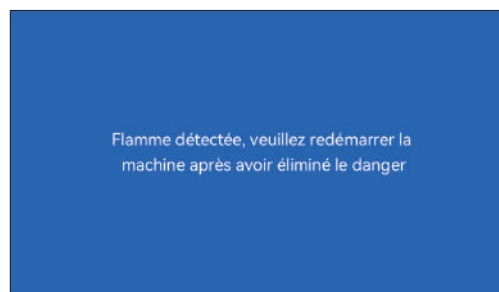 Flamme détectée, veuillez redémarrer la
machine après avoir éliminé le danger